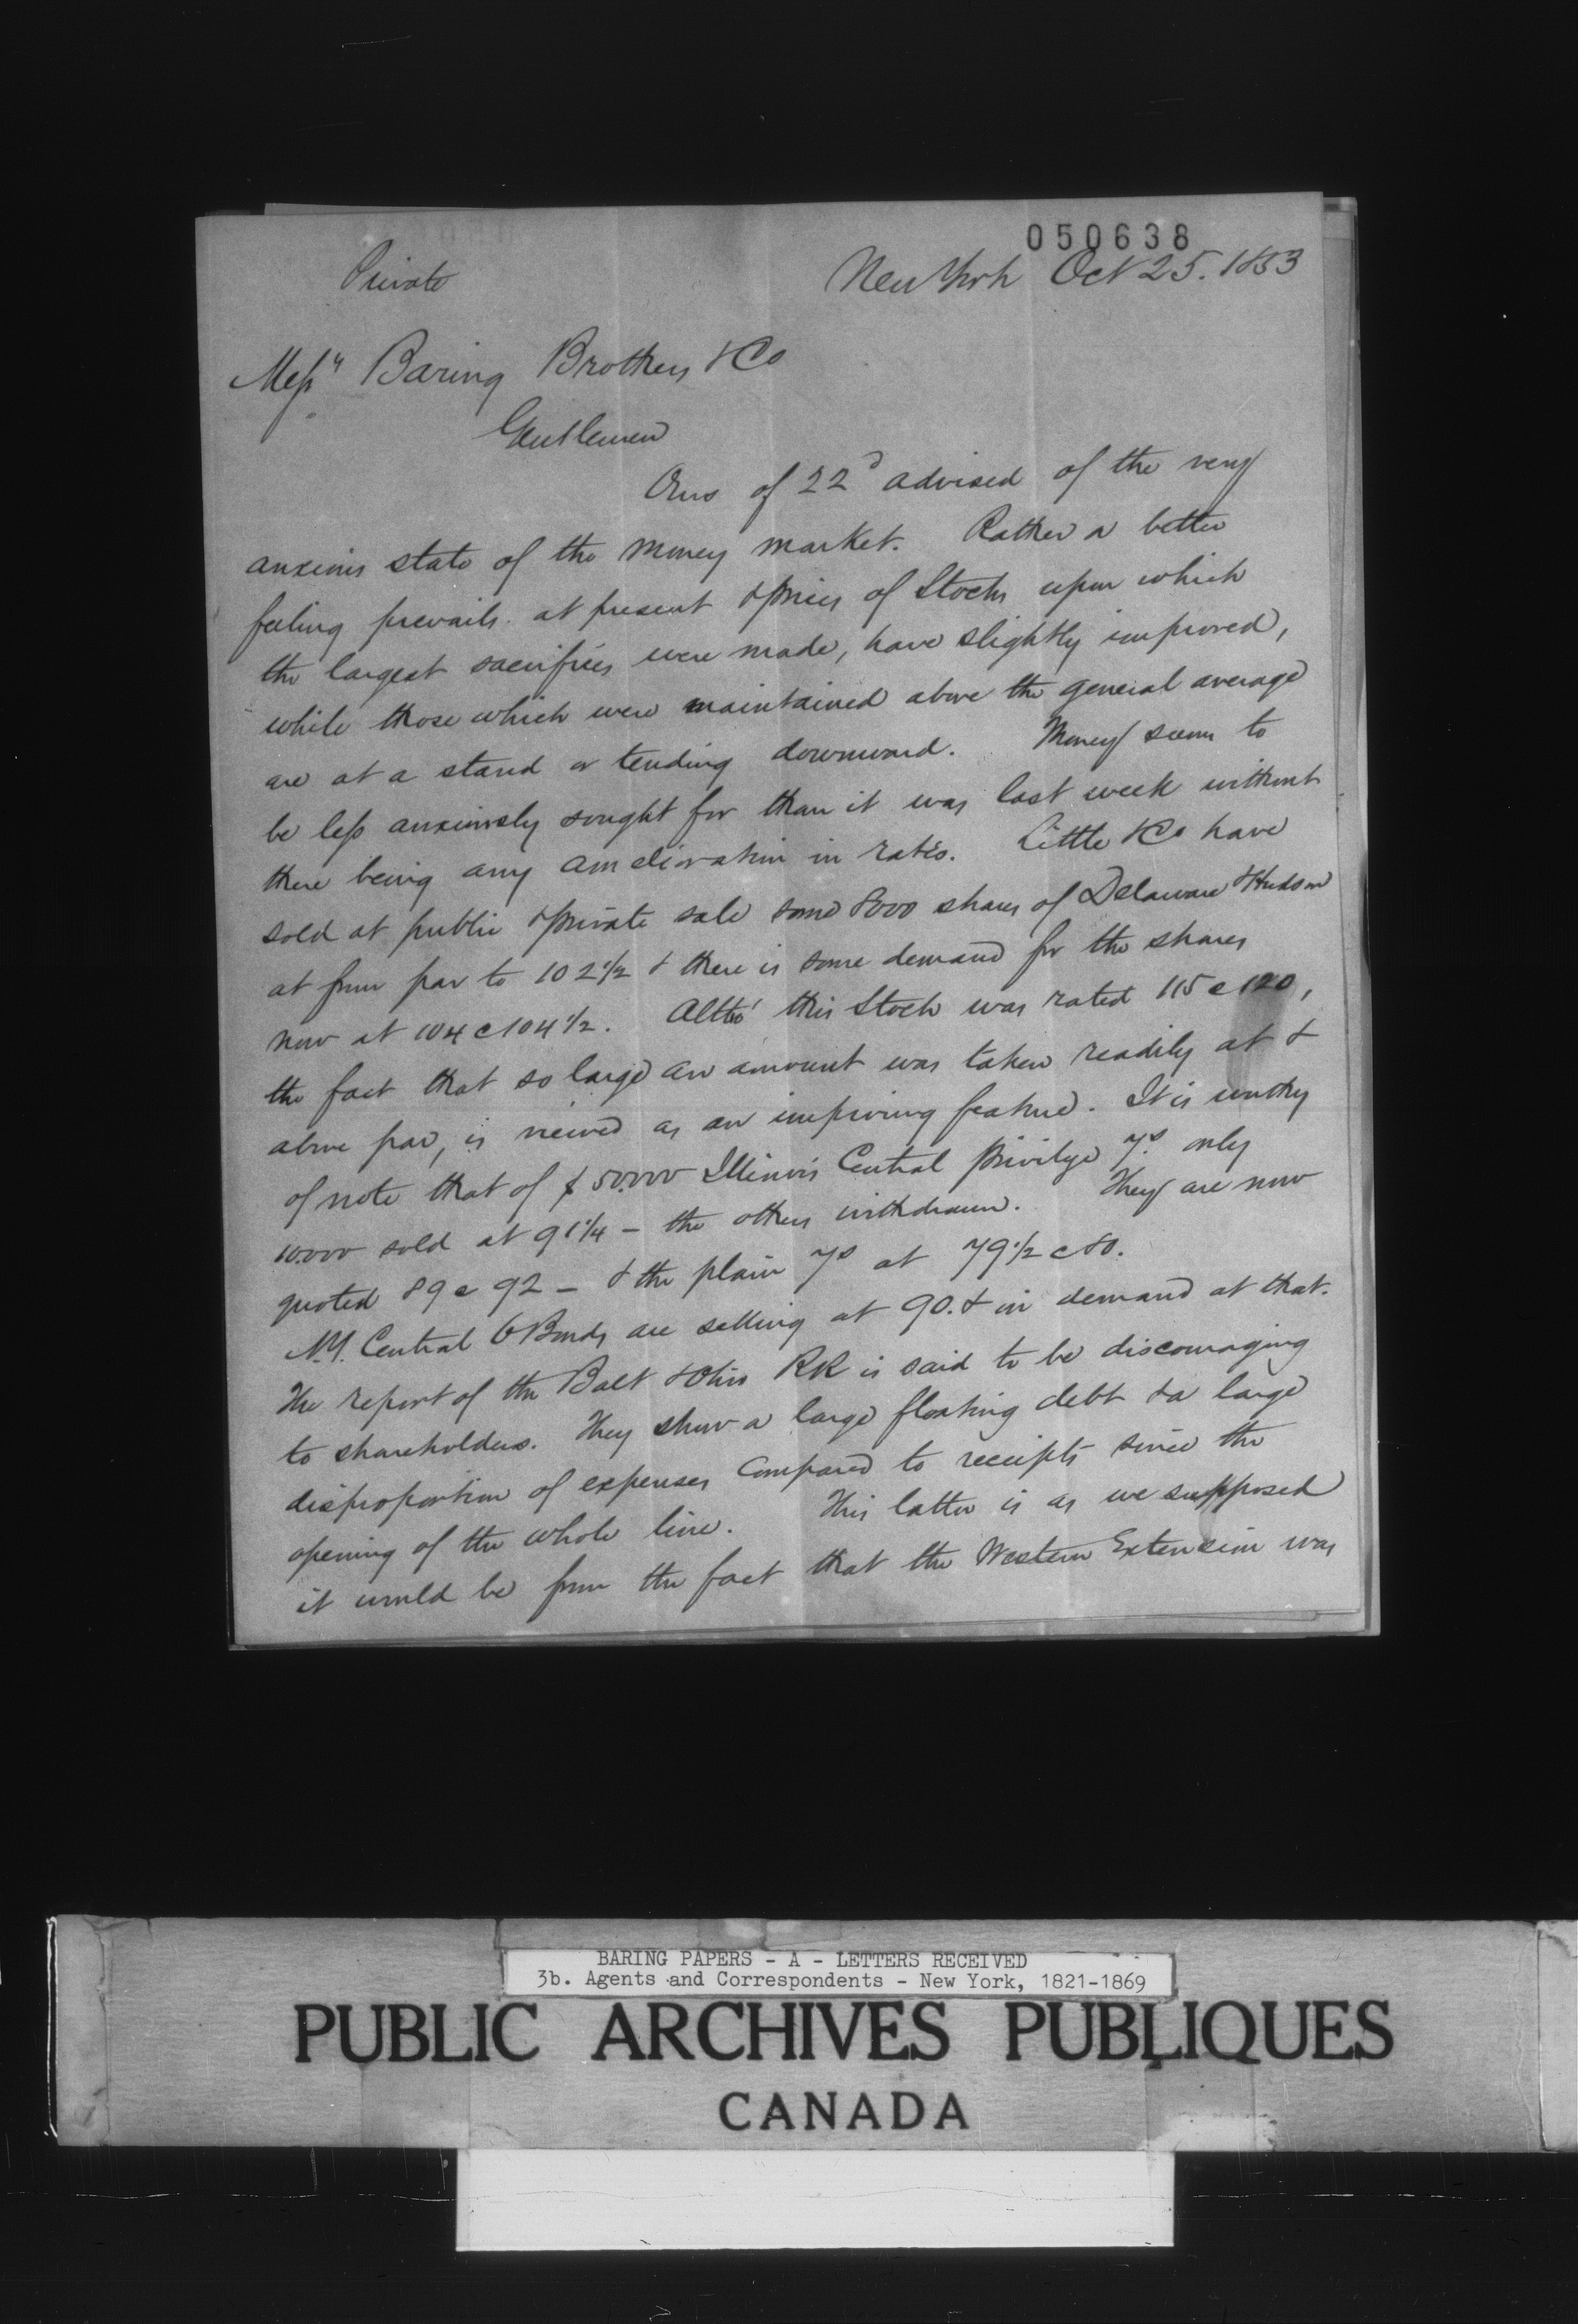 050638
Private
New York Oct 25. 1853
Messrs Baring Brothers & Co
Gentlemen
Ours of 22d advised of the very
anxious state of the money market. Rather a better
feeling prevails at present & prices of Stocks upon which
the largest sacrifices were made, have slightly improved,
while those which were maintained above the general average
are at a stand or tending downward. Money seems to
be less anxiously sought for than it was last week without
there being any amelioration in rates. Little & Co have
sold at public & private sale some 8000 shares of Delaware & Hudson
at from par to 102 1/2 & there is some demand for the shares
now at 104 @ 104 1/2. Altho' this Stock was rated 115 @ 120,
the fact that so large an amount was taken readily at &
above par, is viewed as an improving feature. It is worthy
of note that of $50.000 Illinois Central privilege 7s. only
10.000 sold at 91 1/4 – the others withdrawn. They are now
quoted 89 @ 92 – & the plain 7s at 79 1/2 @ 80.
N.Y. Central 6 Bonds are selling at 90. & in demand at that.
The report of the Balt & Ohio RR is said to be discouraging
to shareholders. They show a large floating debt & a large
disproportion of expenses compared to receipts since the
opening of the whole line. This latter is as we supposed
it would be from the fact that the Western Extension was
BARING PAPERS - A - LETTERS RECEIVED
3b. Agents and Correspondents - New York, 1821-1869
PUBLIC ARCHIVES PUBLIQUES
CANADA